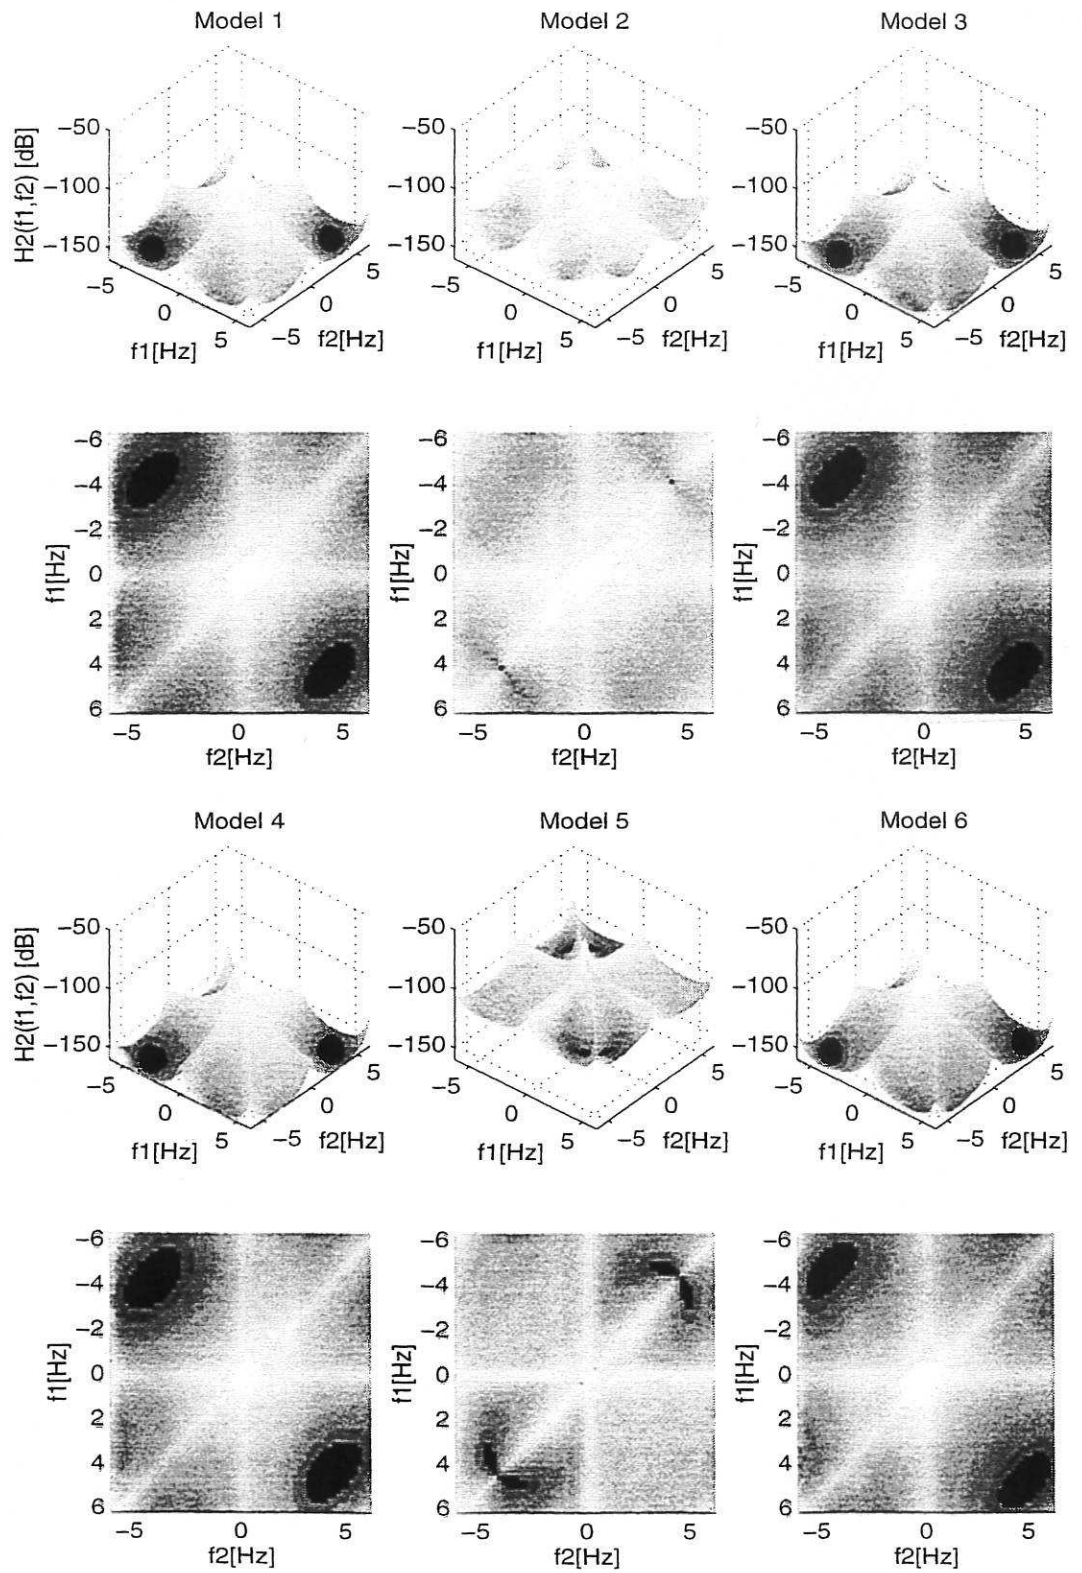 Model 1 Model 2 Model 3
H2(f1,f2) [dB]
−50 −50 −50
−100 −100 −100
−150 −150 −150
−5 0 5 −5 0 5
f1[Hz] f2[Hz]
−5 0 5 −5 0 5
f1[Hz] f2[Hz]
−5 0 5 −5 0 5
f1[Hz] f2[Hz]
f1[Hz]
−6 −4 −2 0 2 4 6
−5 0 5
f2[Hz]
f1[Hz]
−6 −4 −2 0 2 4 6
−5 0 5
f2[Hz]
f1[Hz]
−6 −4 −2 0 2 4 6
−5 0 5
f2[Hz]
Model 4 Model 5 Model 6
H2(f1,f2) [dB]
−50 −50 −50
−100 −100 −100
−150 −150 −150
−5 0 5 −5 0 5
f1[Hz] f2[Hz]
−5 0 5 −5 0 5
f1[Hz] f2[Hz]
−5 0 5 −5 0 5
f1[Hz] f2[Hz]
f1[Hz]
−6 −4 −2 0 2 4 6
−5 0 5
f2[Hz]
f1[Hz]
−6 −4 −2 0 2 4 6
−5 0 5
f2[Hz]
f1[Hz]
−6 −4 −2 0 2 4 6
−5 0 5
f2[Hz]